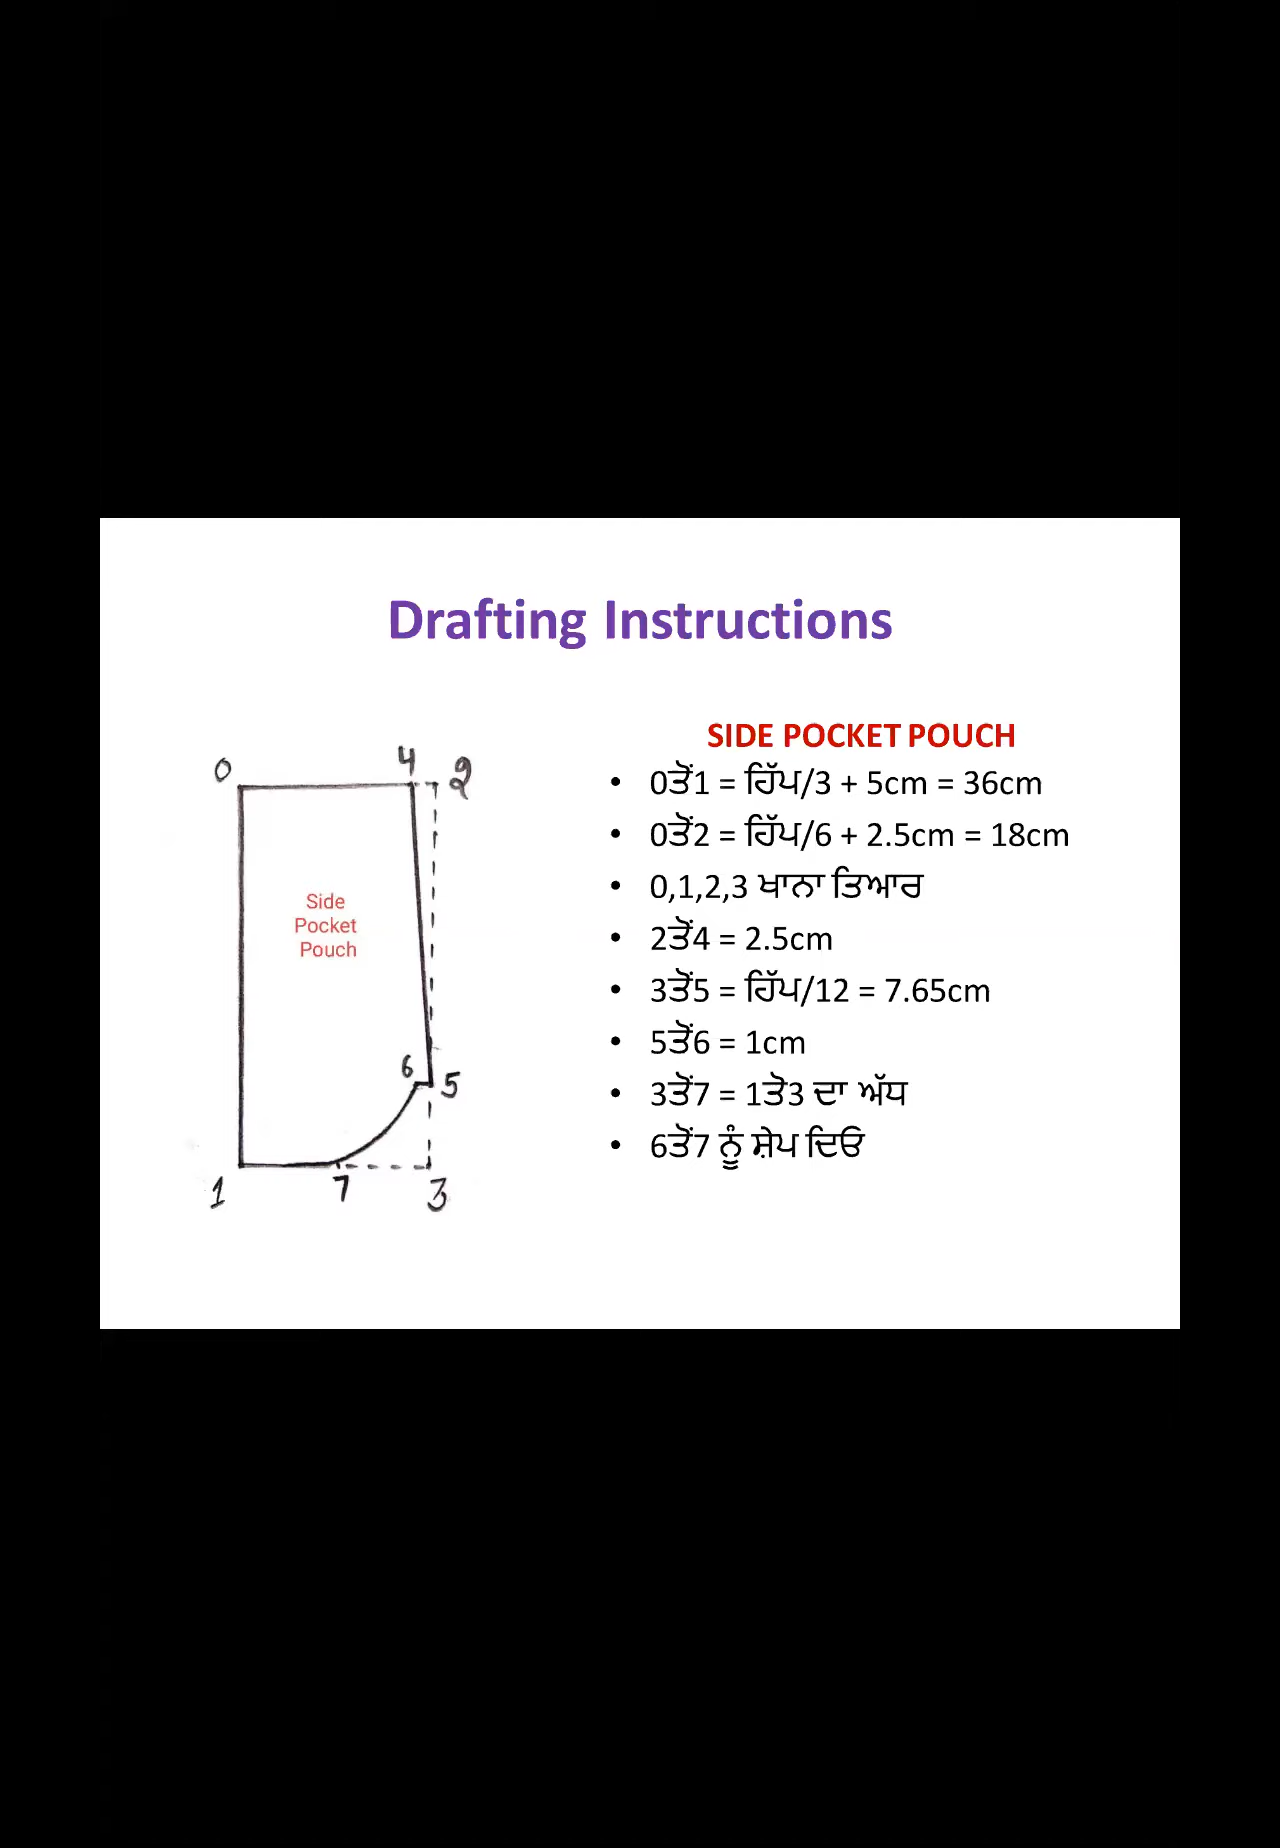 Drafting Instructions
SIDE POCKET POUCH
• 0ਤੋਂ1 = ਹਿੱਪ/3 + 5cm = 36cm
• 0ਤੋਂ2 = ਹਿੱਪ/6 + 2.5cm = 18cm
• 0,1,2,3 ਖਾਨਾ ਤਿਆਰ
• 2ਤੋਂ4 = 2.5cm
• 3ਤੋਂ5 = ਹਿੱਪ/12 = 7.65cm
• 5ਤੋਂ6 = 1cm
• 3ਤੋਂ7 = 1ਤੋ3 ਦਾ ਅੱਧ
• 6ਤੋਂ7 ਨੂੰ ਸ਼ੇਪ ਦਿਓ
0 4 2
Side
Pocket
Pouch
6 5
1 7 3